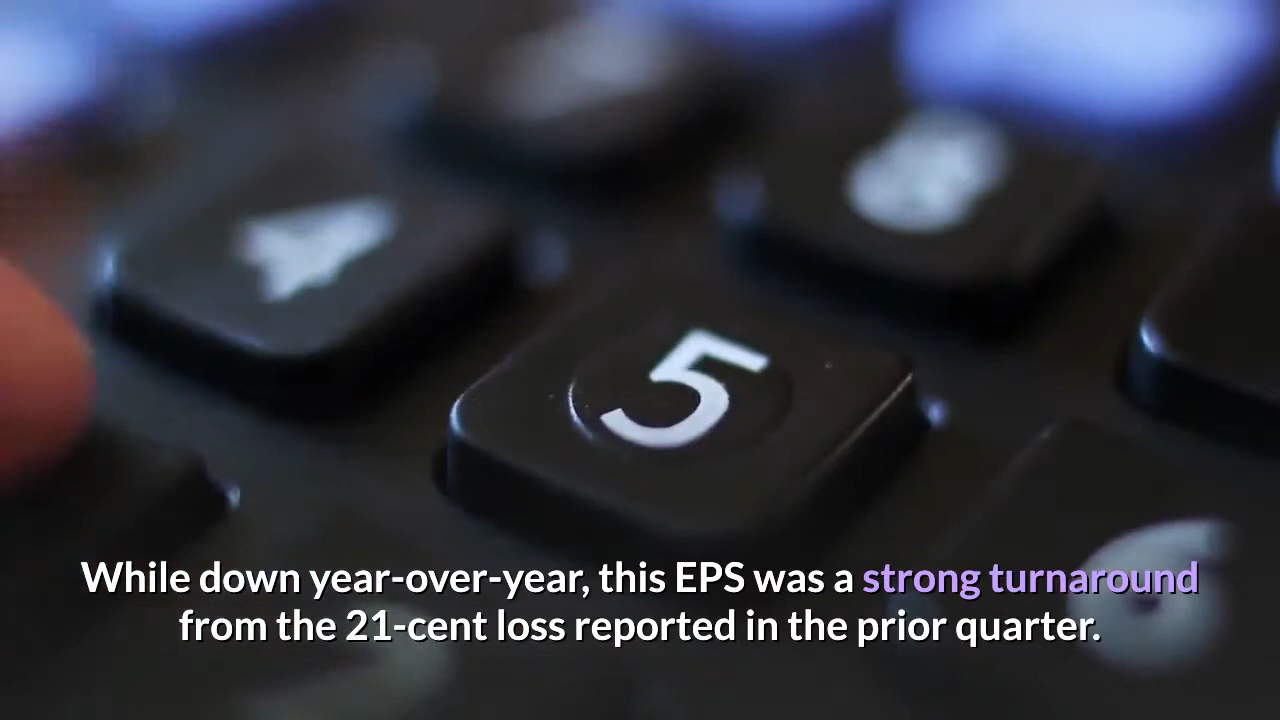 5
While down year-over-year, this EPS was a strong turnaround
from the 21-cent loss reported in the prior quarter.